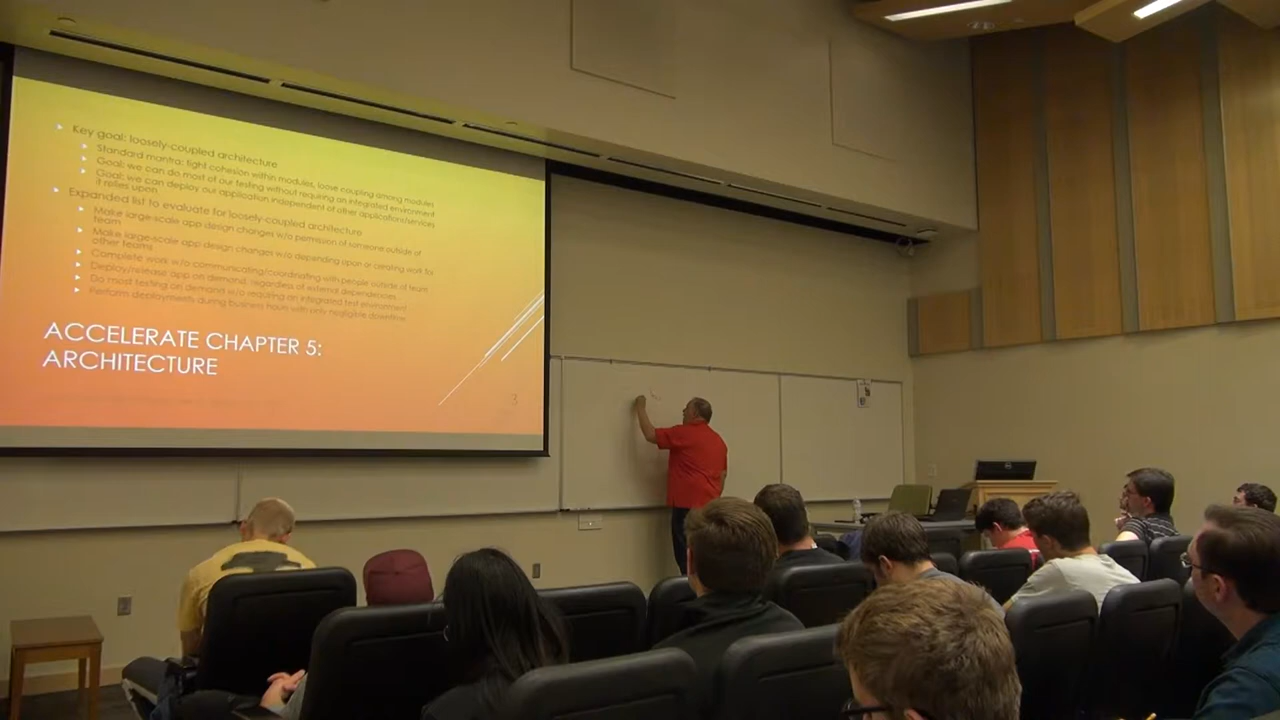 Key goal: loosely-coupled architecture
Standard mantra: tight cohesion within modules, loose coupling among modules
Goal: we can do most of our testing without requiring an integrated environment
Goal: we can deploy our application independent of other applications/services
it relies upon
Expanded list to evaluate for loosely-coupled architecture
Make large-scale app design changes w/o permission of someone outside of
team
Make large-scale app design changes w/o depending upon or creating work for
other teams
Complete work w/o communicating/coordinating with people outside of team
Deploy/release app on demand, regardless of external dependencies
Do most testing on demand w/o requiring an integrated test environment
Perform deployments during business hours with only negligible downtime
ACCELERATE CHAPTER 5:
ARCHITECTURE
3